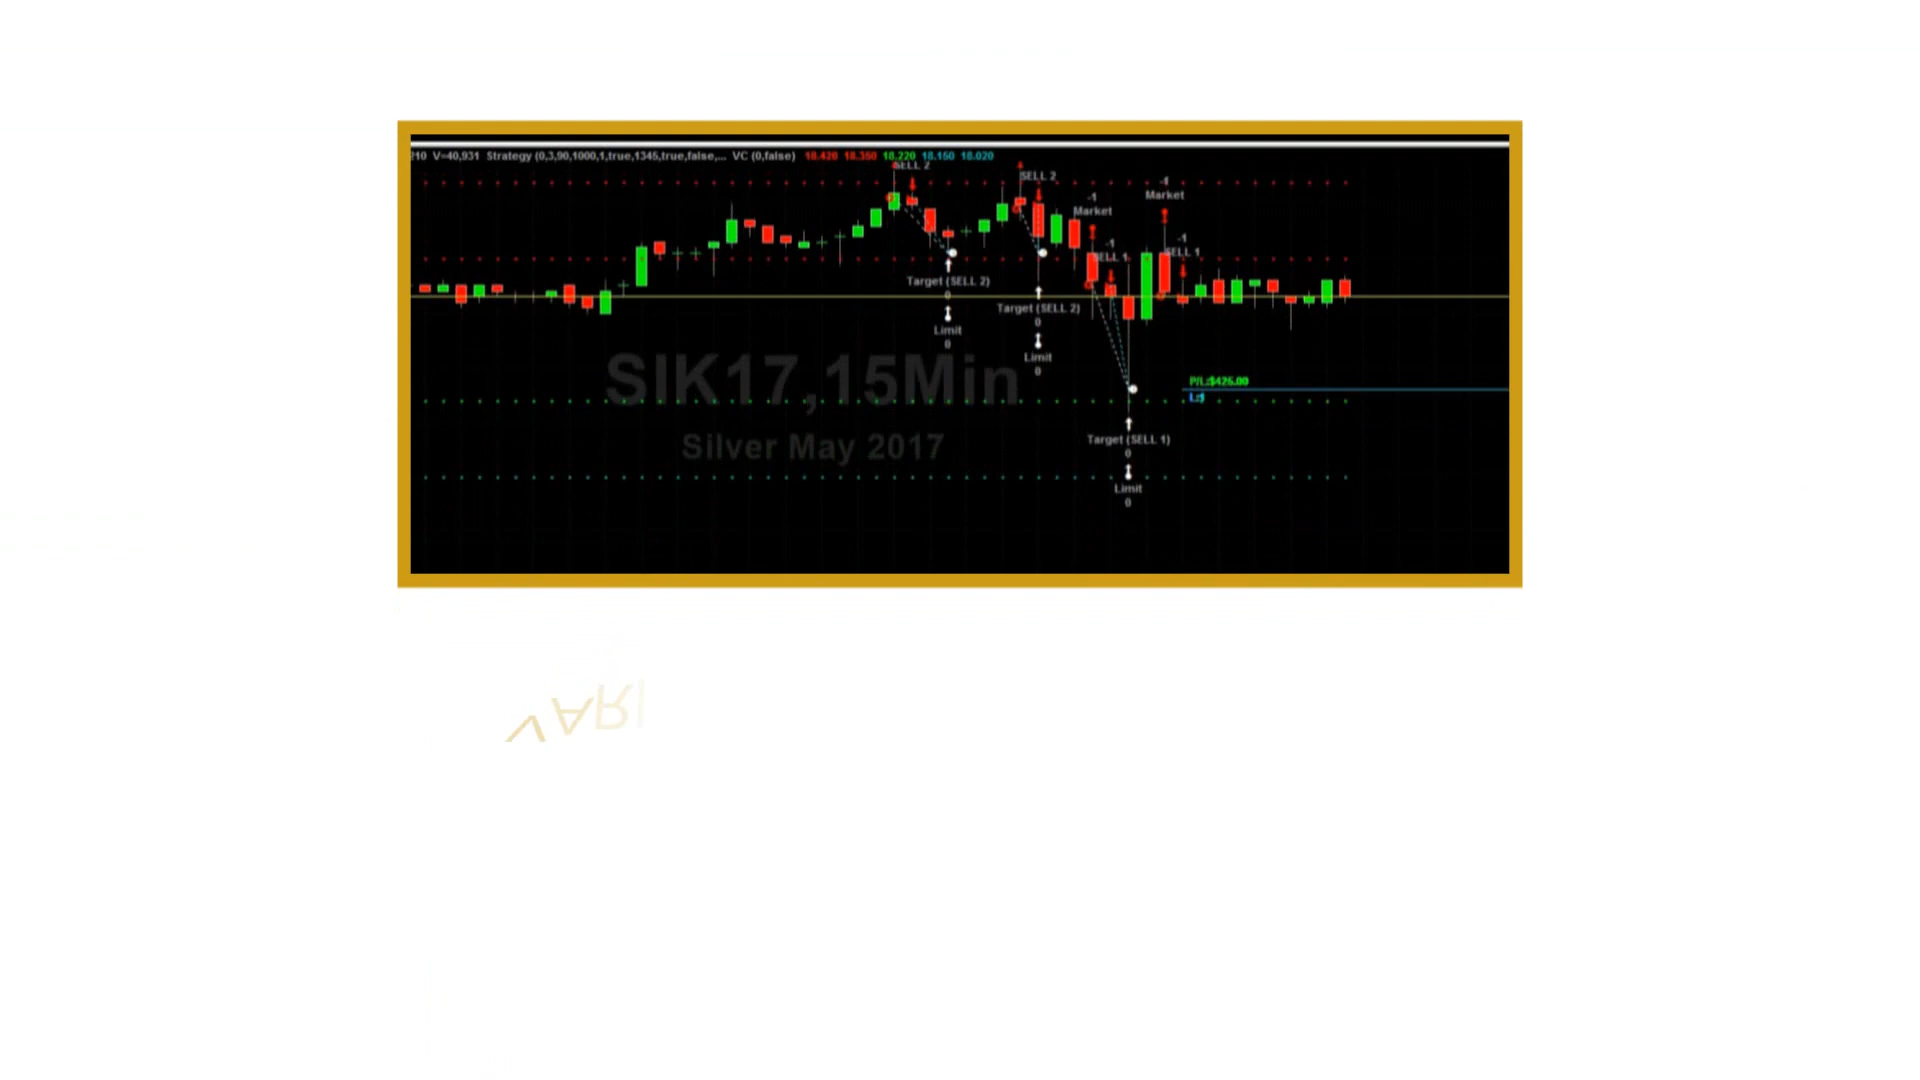 210 V=40,931 Strategy (0,3,90,1000,1,true,1345,true,false,... VC (0,false) 18.420 18.350 18.220 18.150 18.020
SELL 2
SELL 2
-1
Market
-1
Market
-1
SELL 1
-1
SELL 1
Target (SELL 2)
0
Limit
0
Target (SELL 2)
0
Limit
0
SIK17,15Min
Silver May 2017
P/L:$425.00
Target (SELL 1)
0
Limit
0
VARI